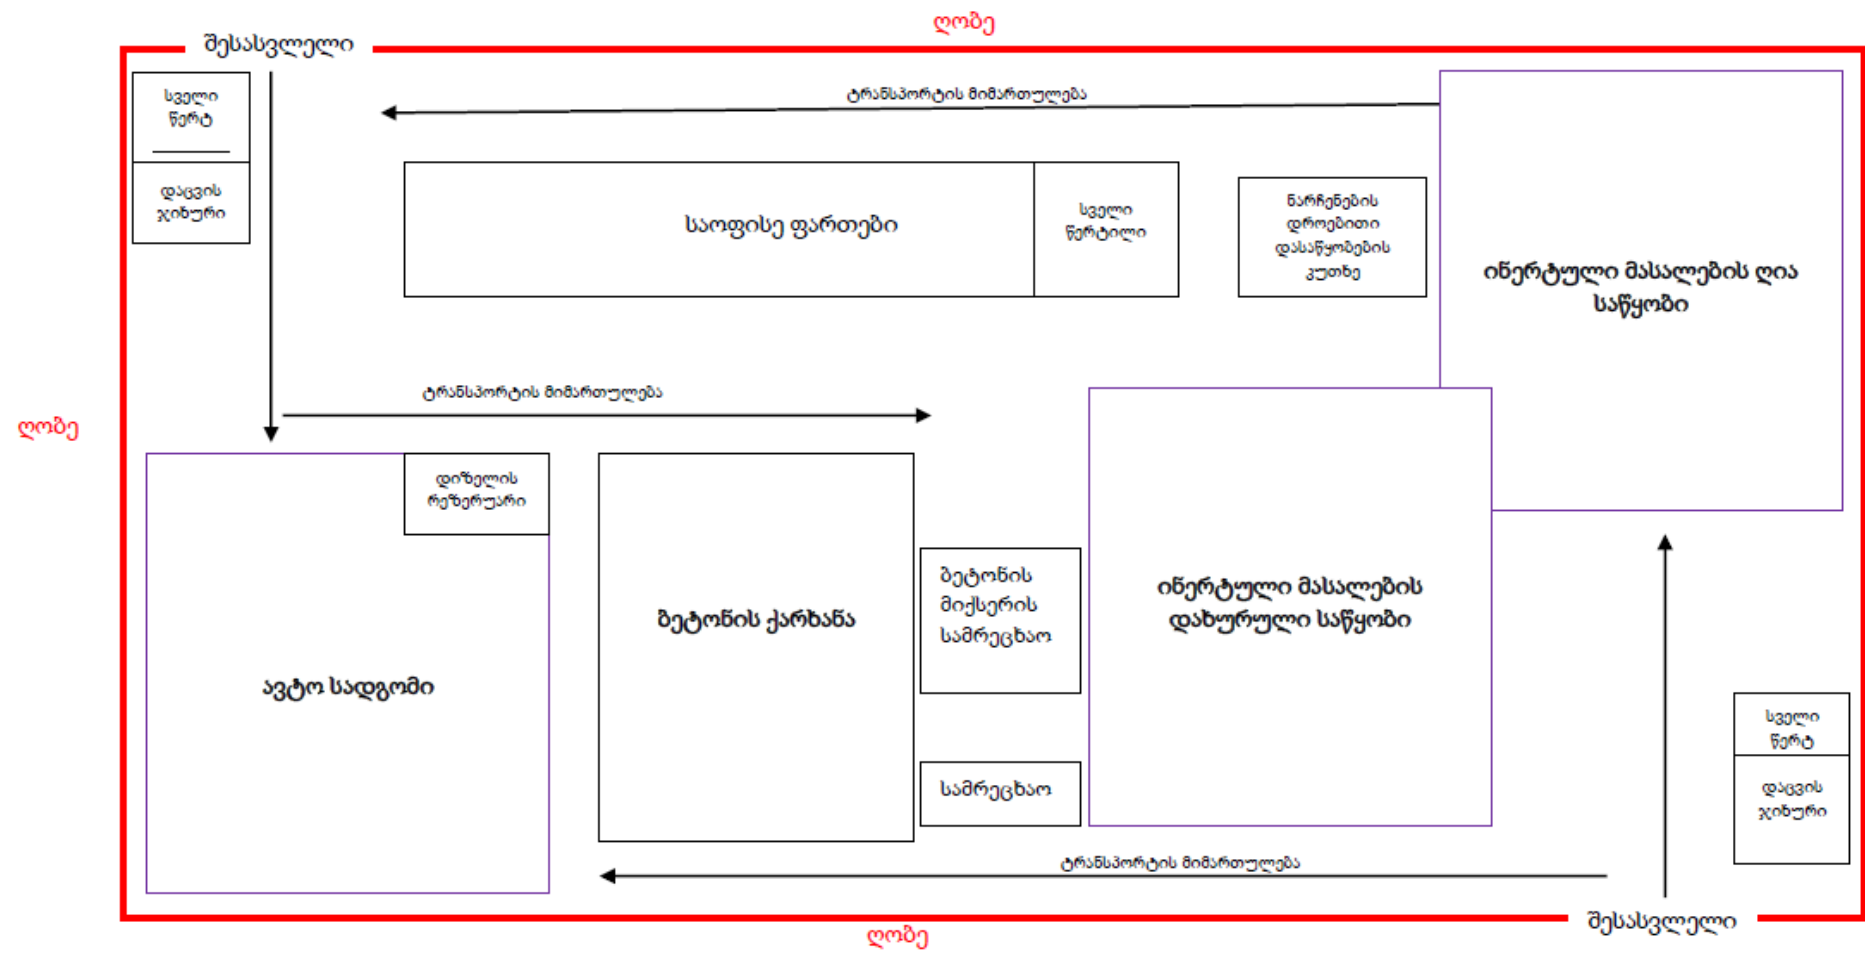 ღობე
შესასვლელი
სველი
წერტ
დაცვის
ჯიხური
ტრანსპორტის მიმართულება
საოფისე ფართები
სველი
წერტილი
ნარჩენების
დროებითი
დასაწყობების
კუთხე
ინერტული მასალების ღია
საწყობი
ღობე
ტრანსპორტის მიმართულება
დიზელის
რეზერუარი
ავტო სადგომი
ბეტონის ქარხანა
ბეტონის
მიქსერის
სამრეცხაო
სამრეცხაო
ინერტული მასალების
დახურული საწყობი
სველი
წერტ
დაცვის
ჯიხური
ტრანსპორტის მიმართულება
შესასვლელი
ღობე